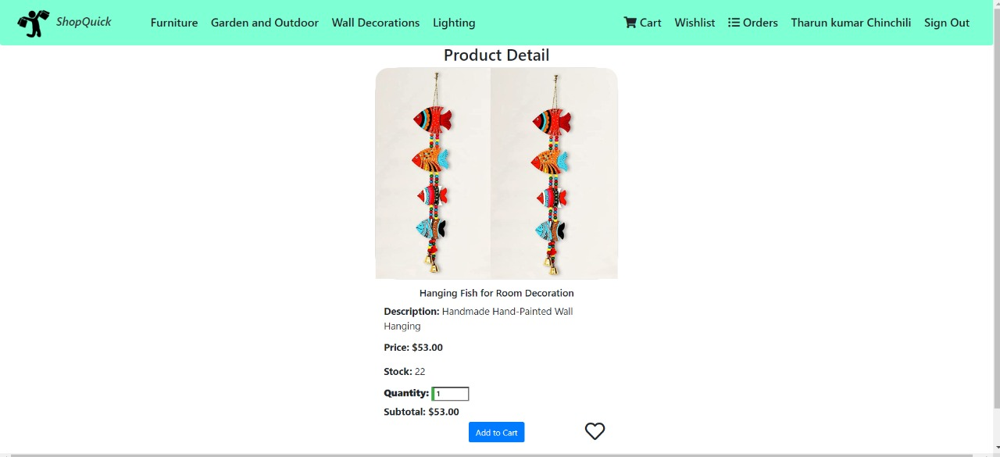 ShopQuick Furniture Garden and Outdoor Wall Decorations Lighting Cart Wishlist Orders Tharun kumar Chinchili Sign Out
Product Detail
Hanging Fish for Room Decoration
Description: Handmade Hand-Painted Wall
Hanging
Price: $53.00
Stock: 22
Quantity: 1
Subtotal: $53.00
Add to Cart